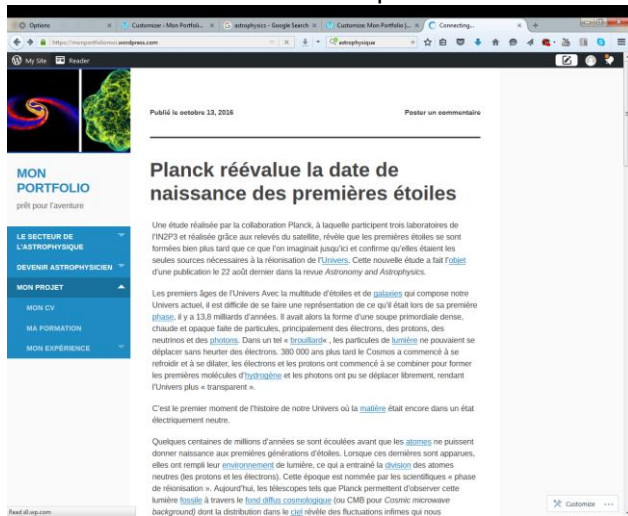 Options
Customizer ‹ Mon Portfoli...
astrophysics - Google Search
Customize Mon Portfolio |...
Connecting...
https://monportfoliomoi.wordpress.com
astrophysique
My Site
Reader
Publié le octobre 13, 2016
Poster un commentaire
MON
PORTFOLIO
prêt pour l'aventure
LE SECTEUR DE
L'ASTROPHYSIQUE
DEVENIR ASTROPHYSICIEN
MON PROJET
MON CV
MA FORMATION
MON EXPÉRIENCE
Planck réévalue la date de
naissance des premières étoiles
Une étude réalisée par la collaboration Planck, à laquelle participent trois laboratoires de
l'IN2P3 et réalisée grâce aux relevés du satellite, révèle que les premières étoiles se sont
formées bien plus tard que ce que l'on imaginait jusqu'ici et confirme qu'elles étaient les
seules sources nécessaires à la réionisation de l'Univers. Cette nouvelle étude a fait l'objet
d'une publication le 22 août dernier dans la revue Astronomy and Astrophysics.
Les premiers âges de l'Univers Avec la multitude d'étoiles et de galaxies qui compose notre
Univers actuel, il est difficile de se faire une représentation de ce qu'il était lors de sa première
phase, il y a 13,8 milliards d'années. Il avait alors la forme d'une soupe primordiale dense,
chaude et opaque faite de particules, principalement des électrons, des protons, des
neutrinos et des photons. Dans un tel « brouillard« , les particules de lumière ne pouvaient se
déplacer sans heurter des électrons. 380 000 ans plus tard le Cosmos a commencé à se
refroidir et à se dilater, les électrons et les protons ont commencé à se combiner pour former
les premières molécules d'hydrogène et les photons ont pu se déplacer librement, rendant
l'Univers plus « transparent ».
C'est le premier moment de l'histoire de notre Univers où la matière était encore dans un état
électriquement neutre.
Quelques centaines de millions d'années se sont écoulées avant que les atomes ne puissent
donner naissance aux premières générations d'étoiles. Lorsque ces dernières sont apparues,
elles ont rempli leur environnement de lumière, ce qui a entrainé la division des atomes
neutres (les protons et les électrons). Cette époque est nommée par les scientifiques « phase
de réionisation ». Aujourd'hui, les télescopes tels que Planck permettent d'observer cette
lumière fossile à travers le fond diffus cosmologique (ou CMB pour Cosmic microwave
background) dont la distribution dans le ciel révèle des fluctuations infimes qui nous
Customize
Read s0.wp.com